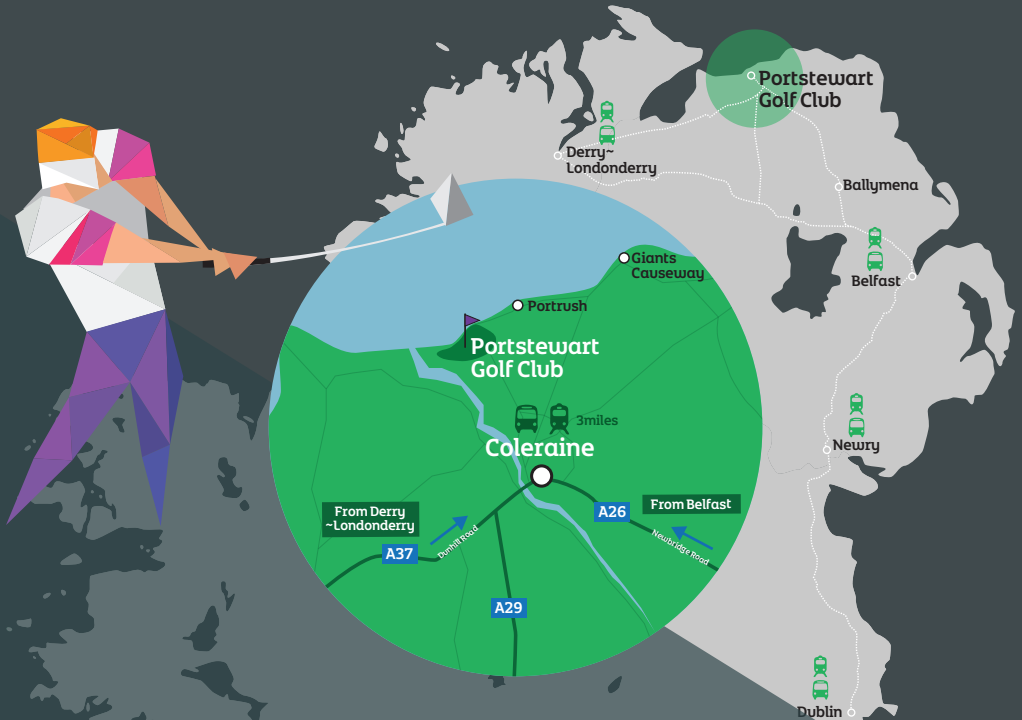 Portstewart
Golf Club
Derry~
Londonderry
Ballymena
Belfast
Giants
Causeway
Portrush
Portstewart
Golf Club
3miles
Coleraine
Newry
From Derry
~Londonderry
From Belfast
A26
A37
Dunhill Road
Newbridge Road
A29
Dublin